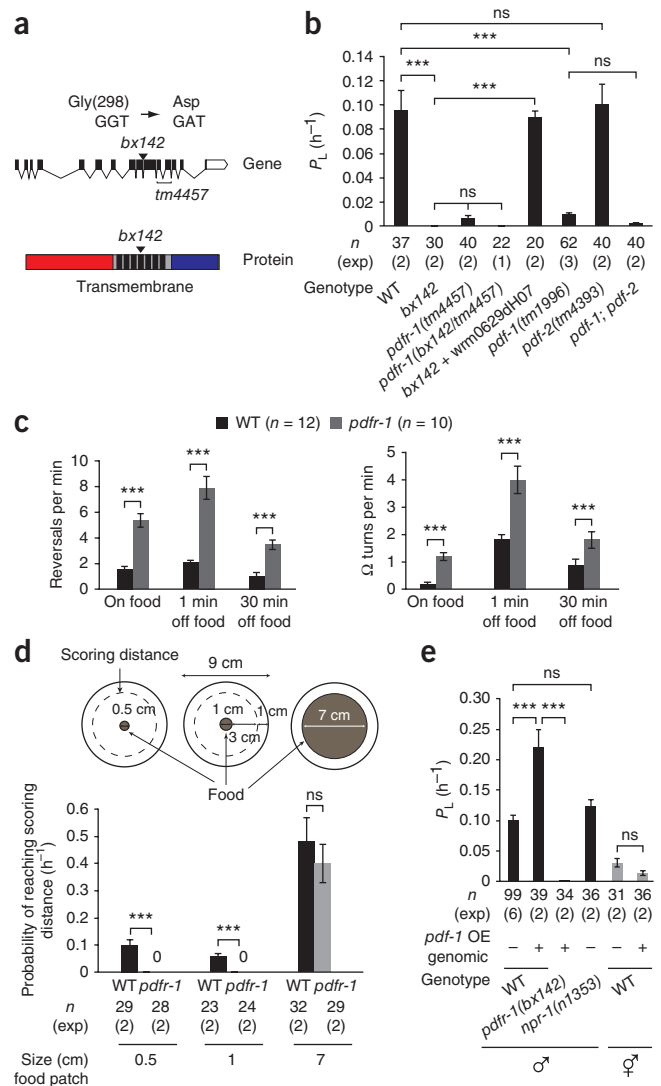 a
Gly(298) Asp
GGT GAT
bx142
Gene
tm4457
bx142
Protein
Transmembrane
b
ns
***
ns
***
***
ns
P_L (h⁻¹)
0.14
0.12
0.10
0.08
0.06
0.04
0.02
0
n 37 30 40 22 20 62 40 40
(exp) (2) (2) (2) (1) (2) (3) (2) (2)
Genotype
WT
bx142
pdfr-1(tm4457)
pdfr-1(bx142/tm4457)
bx142 + wrm0629dH07
pdf-1(tm1996)
pdf-2(tm4393)
pdf-1; pdf-2
c
WT (n = 12) pdfr-1 (n = 10)
Reversals per min
10
8
6
4
2
0
***
***
***
On food 1 min off food 30 min off food
Ω turns per min
5
4
3
2
1
0
***
***
***
On food 1 min off food 30 min off food
d
Scoring distance
9 cm
0.5 cm
1 cm
1 cm
3 cm
7 cm
Food
Probability of reaching scoring distance (h⁻¹)
0.6
0.5
0.4
0.3
0.2
0.1
0
***
0
***
0
ns
WT pdfr-1 WT pdfr-1 WT pdfr-1
n 29 28 23 24 32 29
(exp) (2) (2) (2) (2) (2) (2)
Size (cm) food patch 0.5 1 7
e
ns
*** ***
ns
P_L (h⁻¹)
0.30
0.25
0.20
0.15
0.10
0.05
0
n 99 39 34 36 31 36
(exp) (6) (2) (2) (2) (2) (2)
pdf-1 OE genomic – + + – – +
Genotype
WT
pdfr-1(bx142)
npr-1(n1353)
WT
♂ ⚥